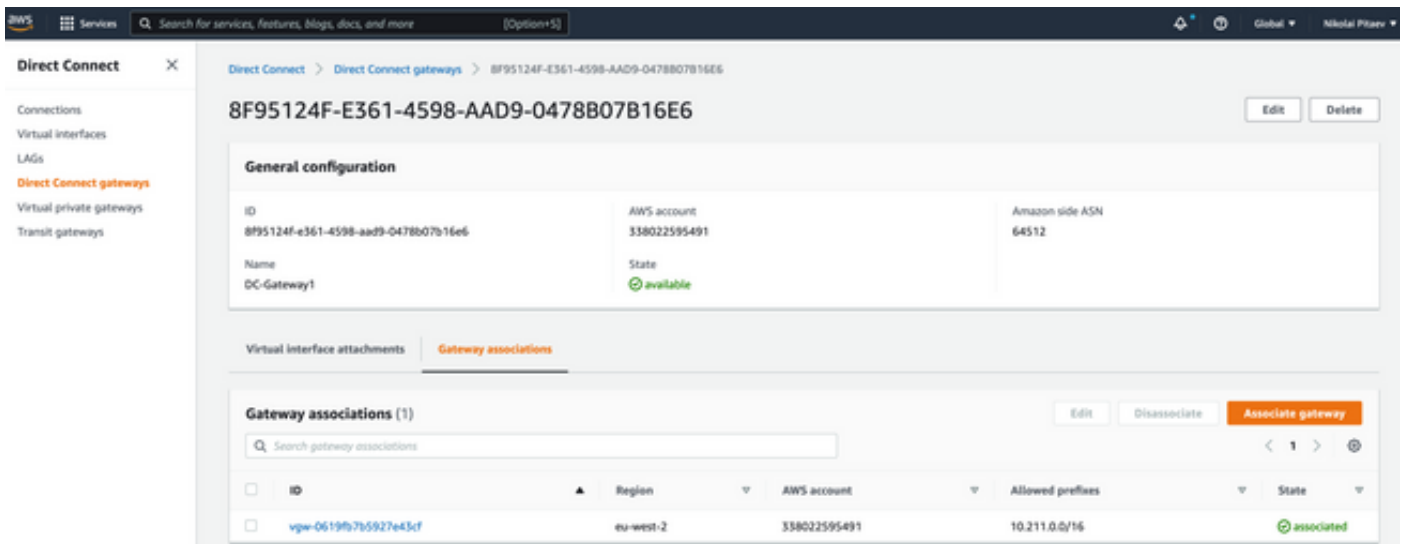 aws Services Search for services, features, blogs, docs, and more [Option+S] Global Nikolai Pitaev
Direct Connect
Direct Connect > Direct Connect gateways > 8F95124F-E361-4598-AAD9-0478B07B16E6
Connections
Virtual interfaces
LAGs
Direct Connect gateways
Virtual private gateways
Transit gateways
8F95124F-E361-4598-AAD9-0478B07B16E6
Edit Delete
General configuration
ID
8f95124f-e361-4598-aad9-0478b07b16e6
Name
DC-Gateway1
AWS account
338022595491
State
available
Amazon side ASN
64512
Virtual interface attachments Gateway associations
Gateway associations (1)
Edit Disassociate Associate gateway
Search gateway associations
< 1 >
ID Region AWS account Allowed prefixes State
vgw-0619fb7b5927e43cf eu-west-2 338022595491 10.211.0.0/16 associated